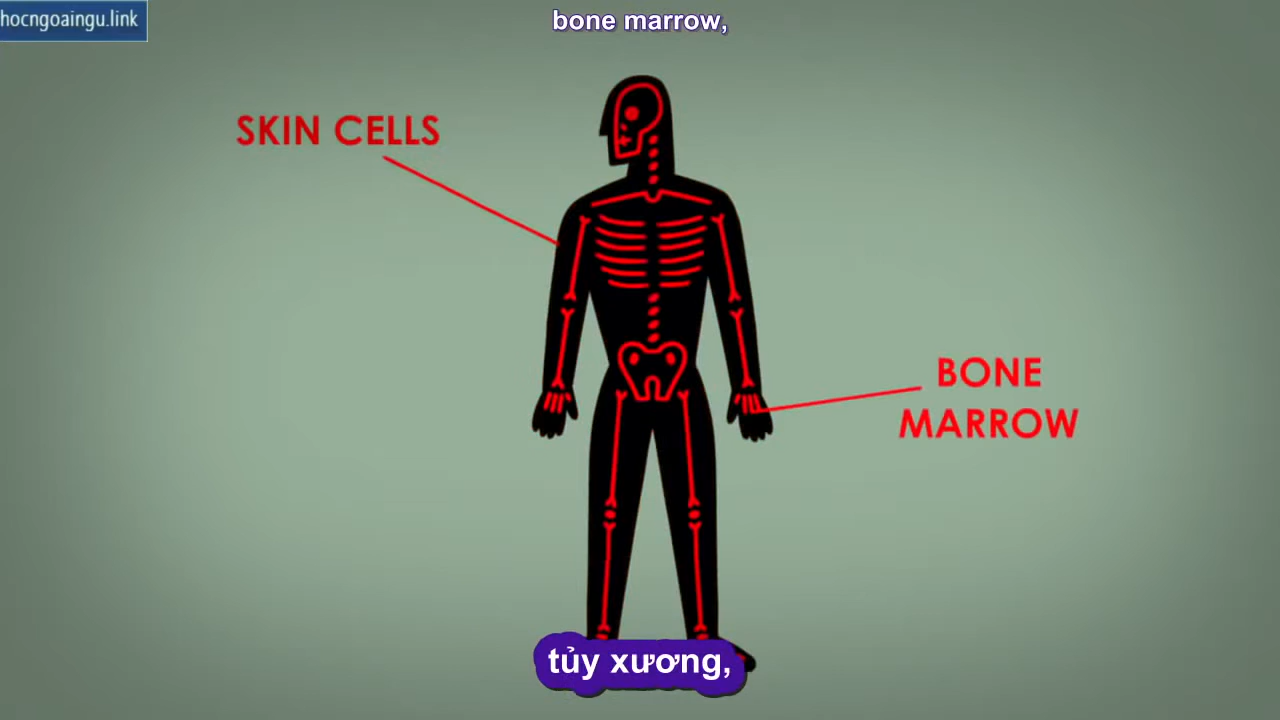 hocngoaingu.link
bone marrow,
SKIN CELLS
BONE
MARROW
tủy xương,